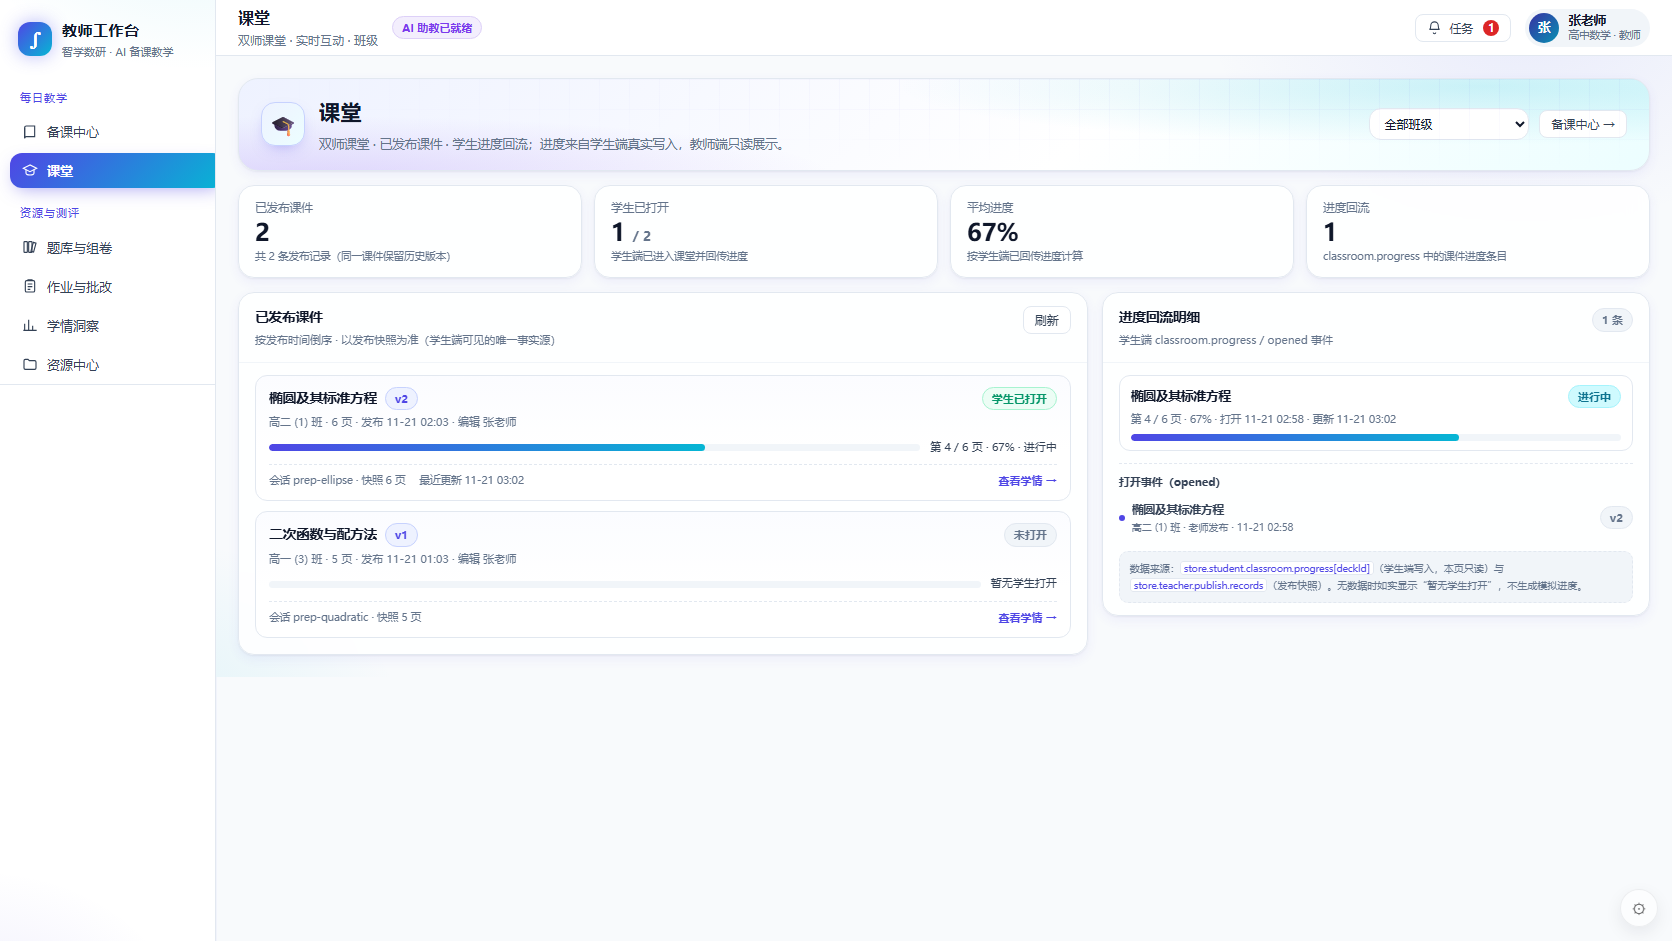 教师工作台
智学数研 · AI 备课教学
每日教学
备课中心
课堂
资源与测评
题库与组卷
作业与批改
学情洞察
资源中心
课堂
双师课堂 · 实时互动 · 班级
AI 助教已就绪
任务 1
张
张老师
高中数学 · 教师
课堂
双师课堂 · 已发布课件 · 学生进度回流；进度来自学生端真实写入，教师端只读展示。
全部班级
备课中心 →
已发布课件
2
共 2 条发布记录（同一课件保留历史版本）
学生已打开
1 / 2
学生端已进入课堂并回传进度
平均进度
67%
按学生端已回传进度计算
进度回流
1
classroom.progress 中的课件进度条目
已发布课件
按发布时间倒序 · 以发布快照为准（学生端可见的唯一事实源）
刷新
椭圆及其标准方程 v2
学生已打开
高二 (1) 班 · 6 页 · 发布 11-21 02:03 · 编辑 张老师
第 4 / 6 页 · 67% · 进行中
会话 prep-ellipse · 快照 6 页 最近更新 11-21 03:02
查看学情 →
二次函数与配方法 v1
未打开
高一 (3) 班 · 5 页 · 发布 11-21 01:03 · 编辑 张老师
暂无学生打开
会话 prep-quadratic · 快照 5 页
查看学情 →
进度回流明细
学生端 classroom.progress / opened 事件
1 条
椭圆及其标准方程
进行中
第 4 / 6 页 · 67% · 打开 11-21 02:58 · 更新 11-21 03:02
打开事件（opened）
椭圆及其标准方程
高二 (1) 班 · 老师发布 · 11-21 02:58
v2
数据来源： store.student.classroom.progress[deckId] （学生端写入，本页只读）与
store.teacher.publish.records （发布快照）。无数据时如实显示“暂无学生打开”，不生成模拟进度。